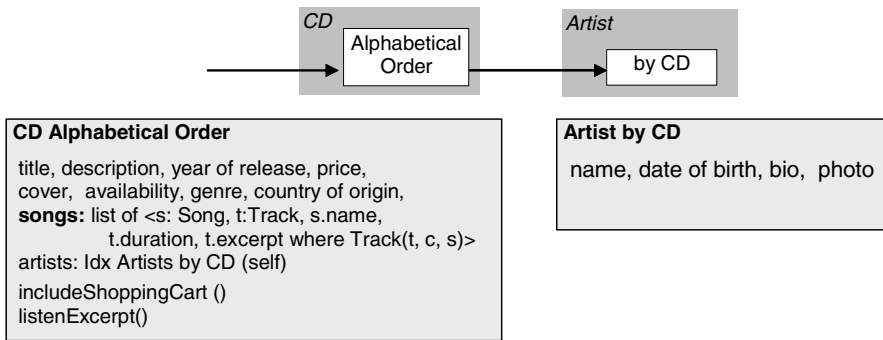 CD
Alphabetical
Order
Artist
by CD
CD Alphabetical Order
title, description, year of release, price,
cover, availability, genre, country of origin,
songs: list of <s: Song, t:Track, s.name,
t.duration, t.excerpt where Track(t, c, s)>
artists: Idx Artists by CD (self)
includeShoppingCart ()
listenExcerpt()
Artist by CD
name, date of birth, bio, photo